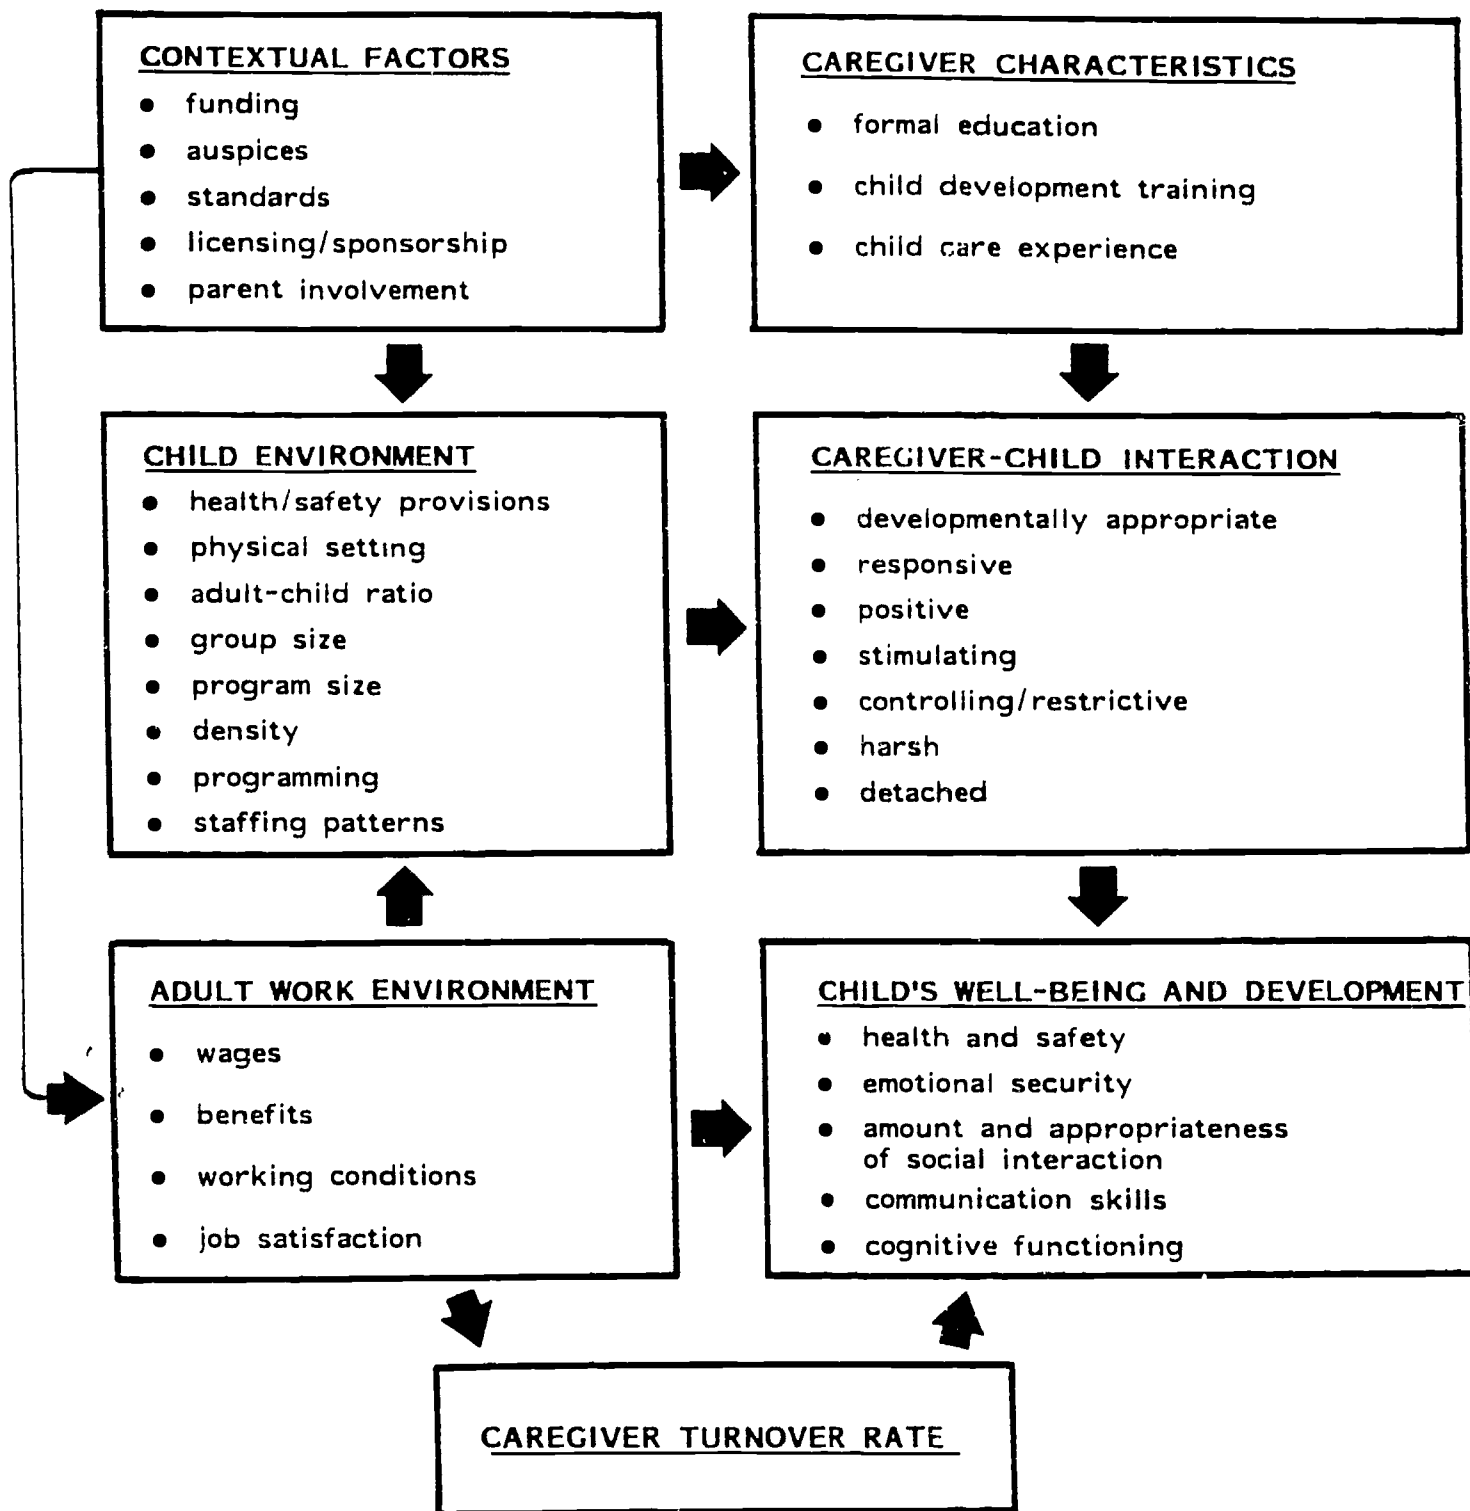 CONTEXTUAL FACTORS
• funding
• auspices
• standards
• licensing/sponsorship
• parent involvement
CAREGIVER CHARACTERISTICS
• formal education
• child development training
• child care experience
CHILD ENVIRONMENT
• health/safety provisions
• physical setting
• adult-child ratio
• group size
• program size
• density
• programming
• staffing patterns
CAREGIVER-CHILD INTERACTION
• developmentally appropriate
• responsive
• positive
• stimulating
• controlling/restrictive
• harsh
• detached
ADULT WORK ENVIRONMENT
• wages
• benefits
• working conditions
• job satisfaction
CHILD'S WELL-BEING AND DEVELOPMENT
• health and safety
• emotional security
• amount and appropriateness
of social interaction
• communication skills
• cognitive functioning
CAREGIVER TURNOVER RATE